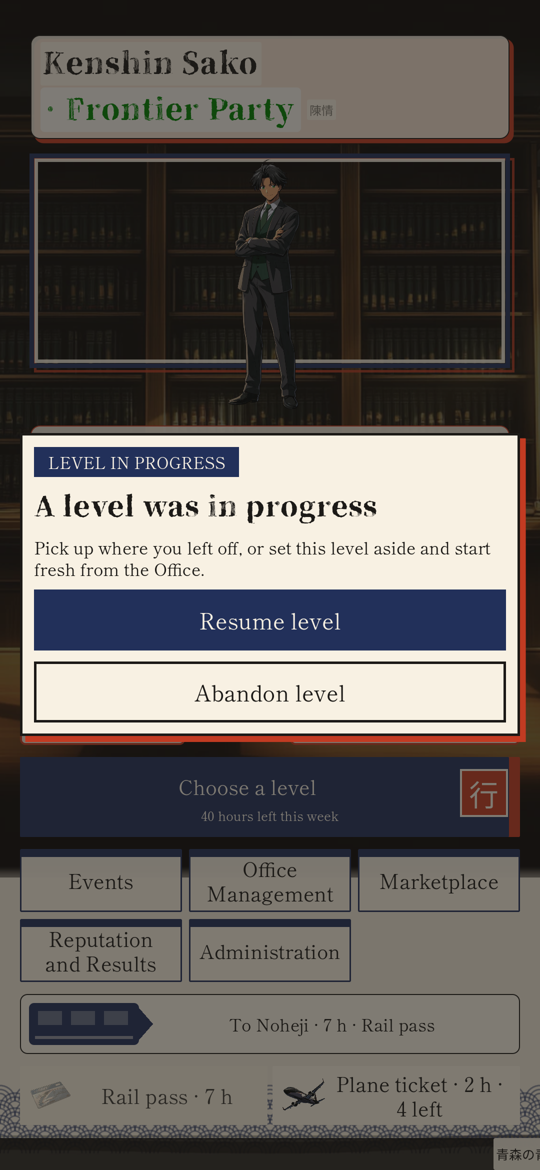 Kenshin Sako
· Frontier Party 陳情
LEVEL IN PROGRESS
A level was in progress
Pick up where you left off, or set this level aside and start
fresh from the Office.
Resume level
Abandon level
Choose a level
40 hours left this week
行
Events
Office
Management
Marketplace
Reputation
and Results
Administration
To Noheji · 7 h · Rail pass
Rail pass · 7 h
Plane ticket · 2 h ·
4 left
青森の